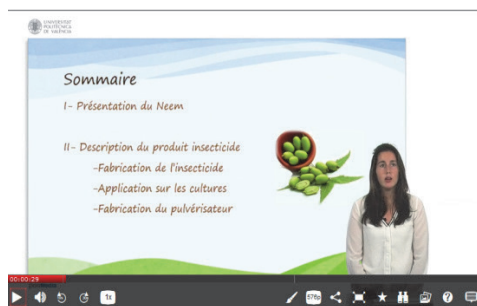 UNIVERSITAT
POLITÈCNICA
DE VALÈNCIA
Sommaire
I- Présentation du Neem
II- Description du produit insecticide
-Fabrication de l'insecticide
-Application sur les cultures
-Fabrication du pulvérisateur
00:00:29
1x
576p